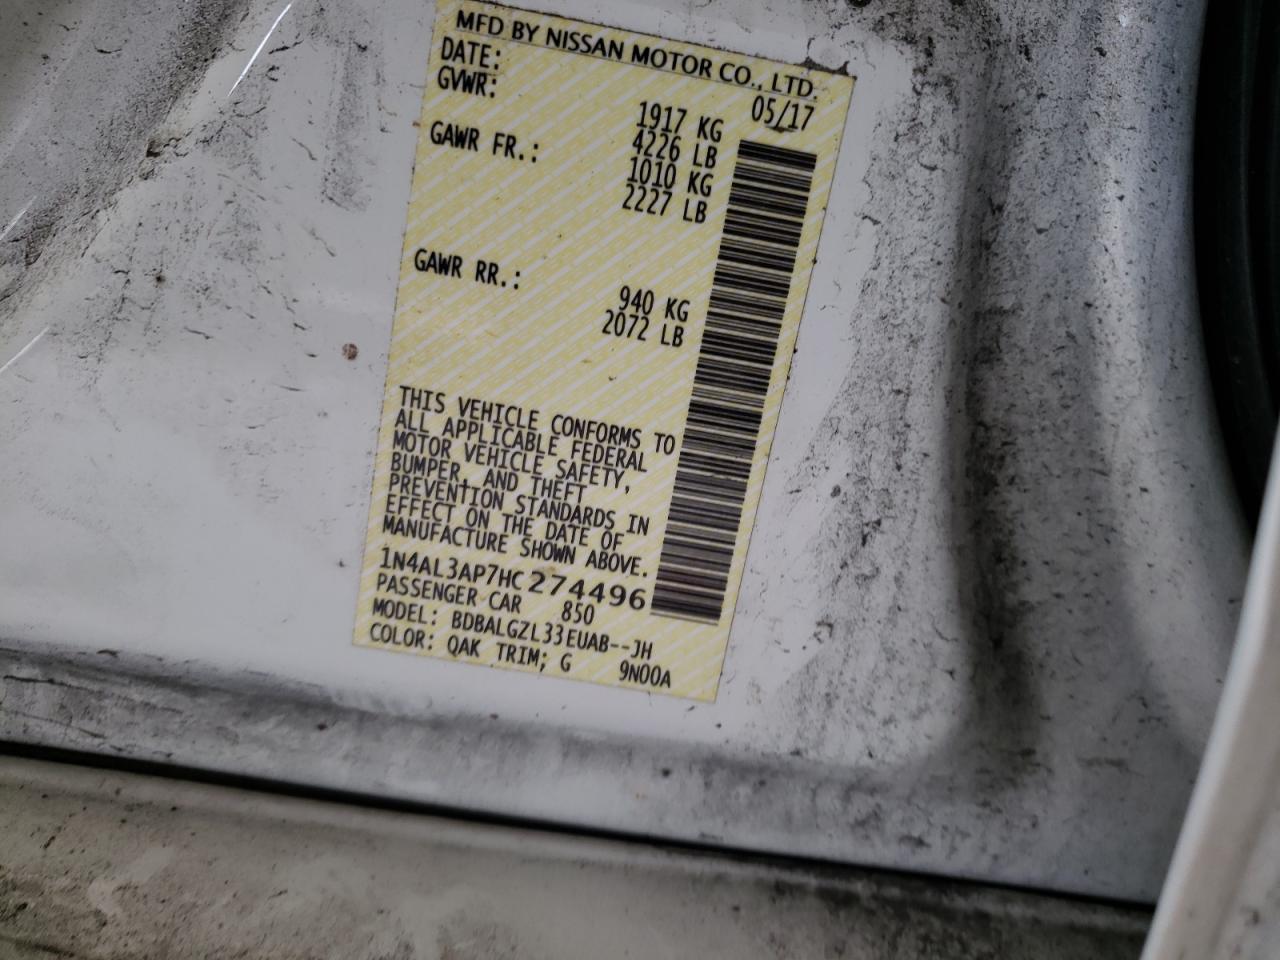 MFD BY NISSAN MOTOR CO., LTD.
DATE: 05/17
GVWR: 1917 KG
4226 LB
GAWR FR.: 1010 KG
2227 LB
GAWR RR.: 940 KG
2072 LB
THIS VEHICLE CONFORMS TO
ALL APPLICABLE FEDERAL
MOTOR VEHICLE SAFETY,
BUMPER, AND THEFT
PREVENTION STANDARDS IN
EFFECT ON THE DATE OF
MANUFACTURE SHOWN ABOVE.
1N4AL3AP7HC274496
PASSENGER CAR 850
MODEL: BDBALGZL33EUAB--JH
COLOR: QAK TRIM; G 9N00A